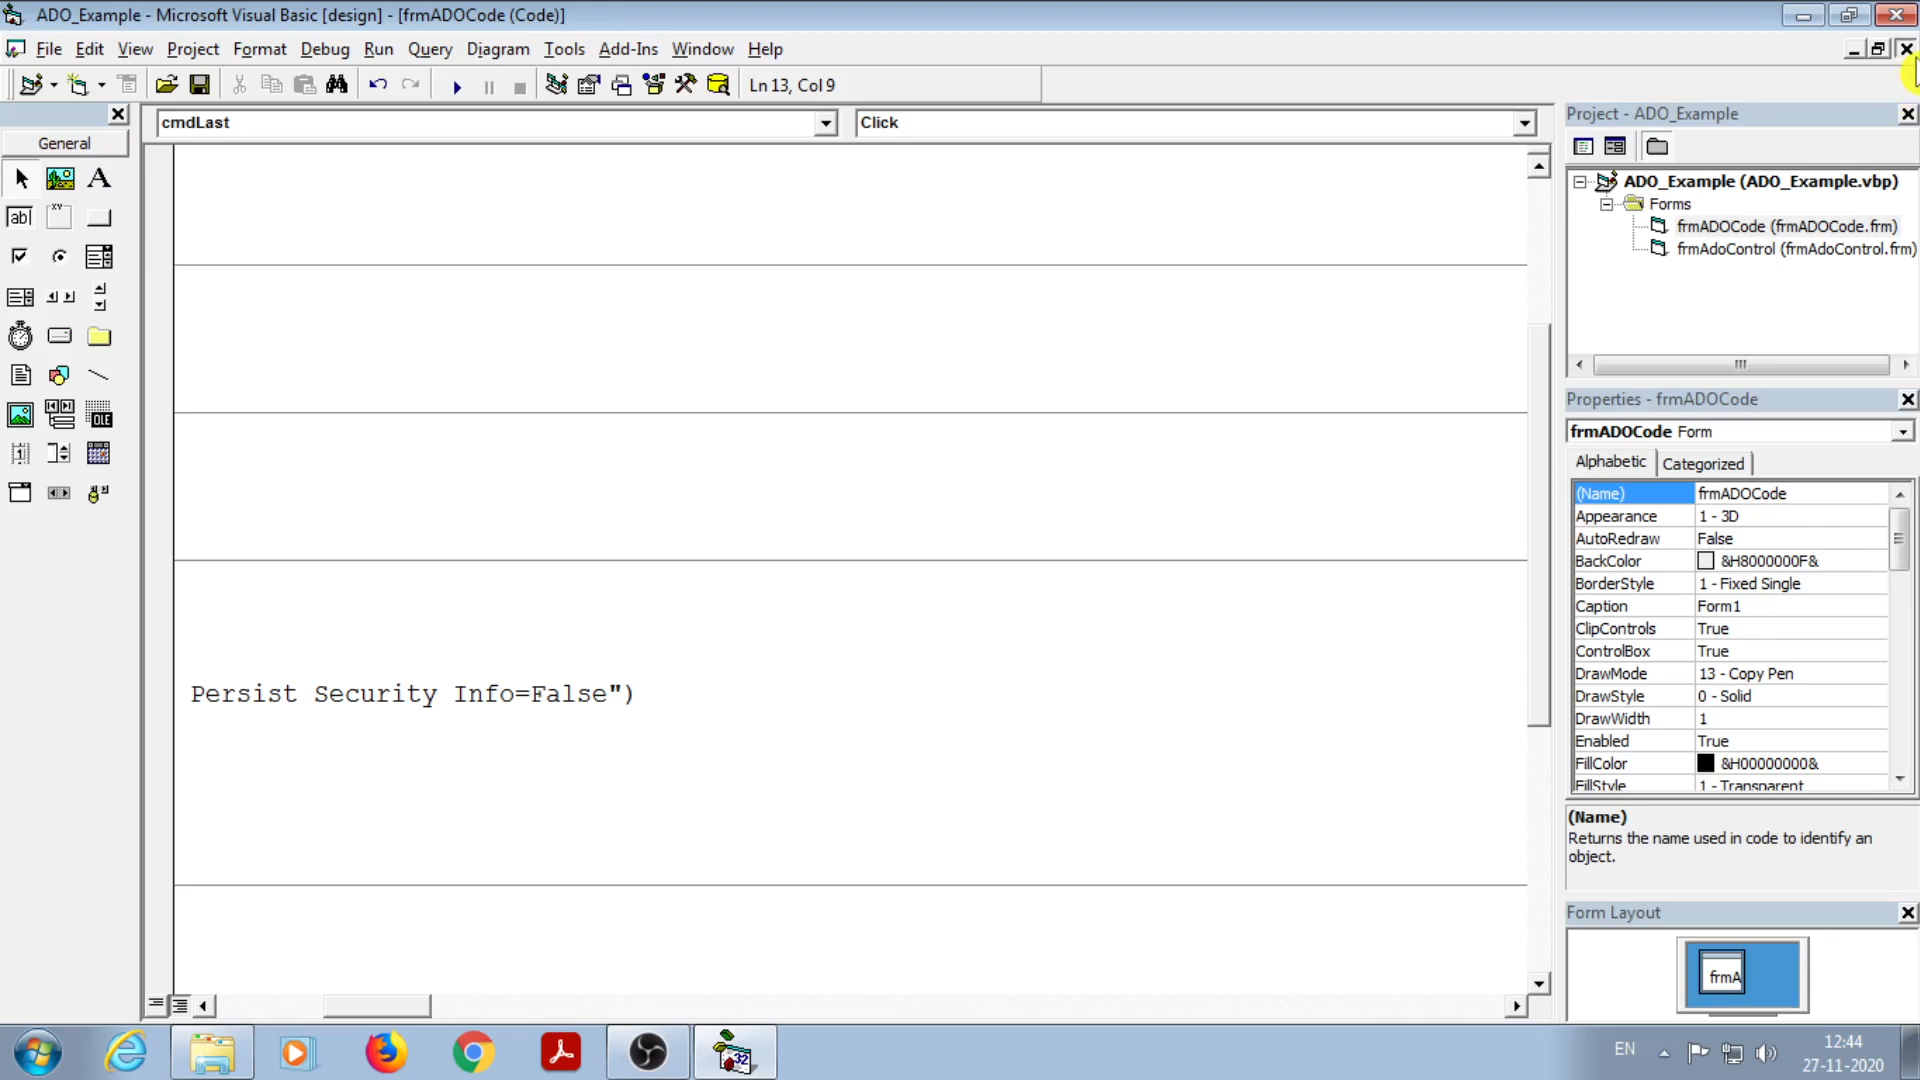 ADO_Example - Microsoft Visual Basic [design] - [frmADOCode (Code)]
File Edit View Project Format Debug Run Query Diagram Tools Add-Ins Window Help
Ln 13, Col 9
General
cmdLast
Click
Persist Security Info=False")
Project - ADO_Example
ADO_Example (ADO_Example.vbp)
Forms
frmADOCode (frmADOCode.frm)
frmAdoControl (frmAdoControl.frm)
Properties - frmADOCode
frmADOCode Form
Alphabetic Categorized
(Name) frmADOCode
Appearance 1 - 3D
AutoRedraw False
BackColor &H8000000F&
BorderStyle 1 - Fixed Single
Caption Form1
ClipControls True
ControlBox True
DrawMode 13 - Copy Pen
DrawStyle 0 - Solid
DrawWidth 1
Enabled True
FillColor &H00000000&
FillStyle 1 - Transparent
(Name)
Returns the name used in code to identify an
object.
Form Layout
frmA
EN
12:44
27-11-2020